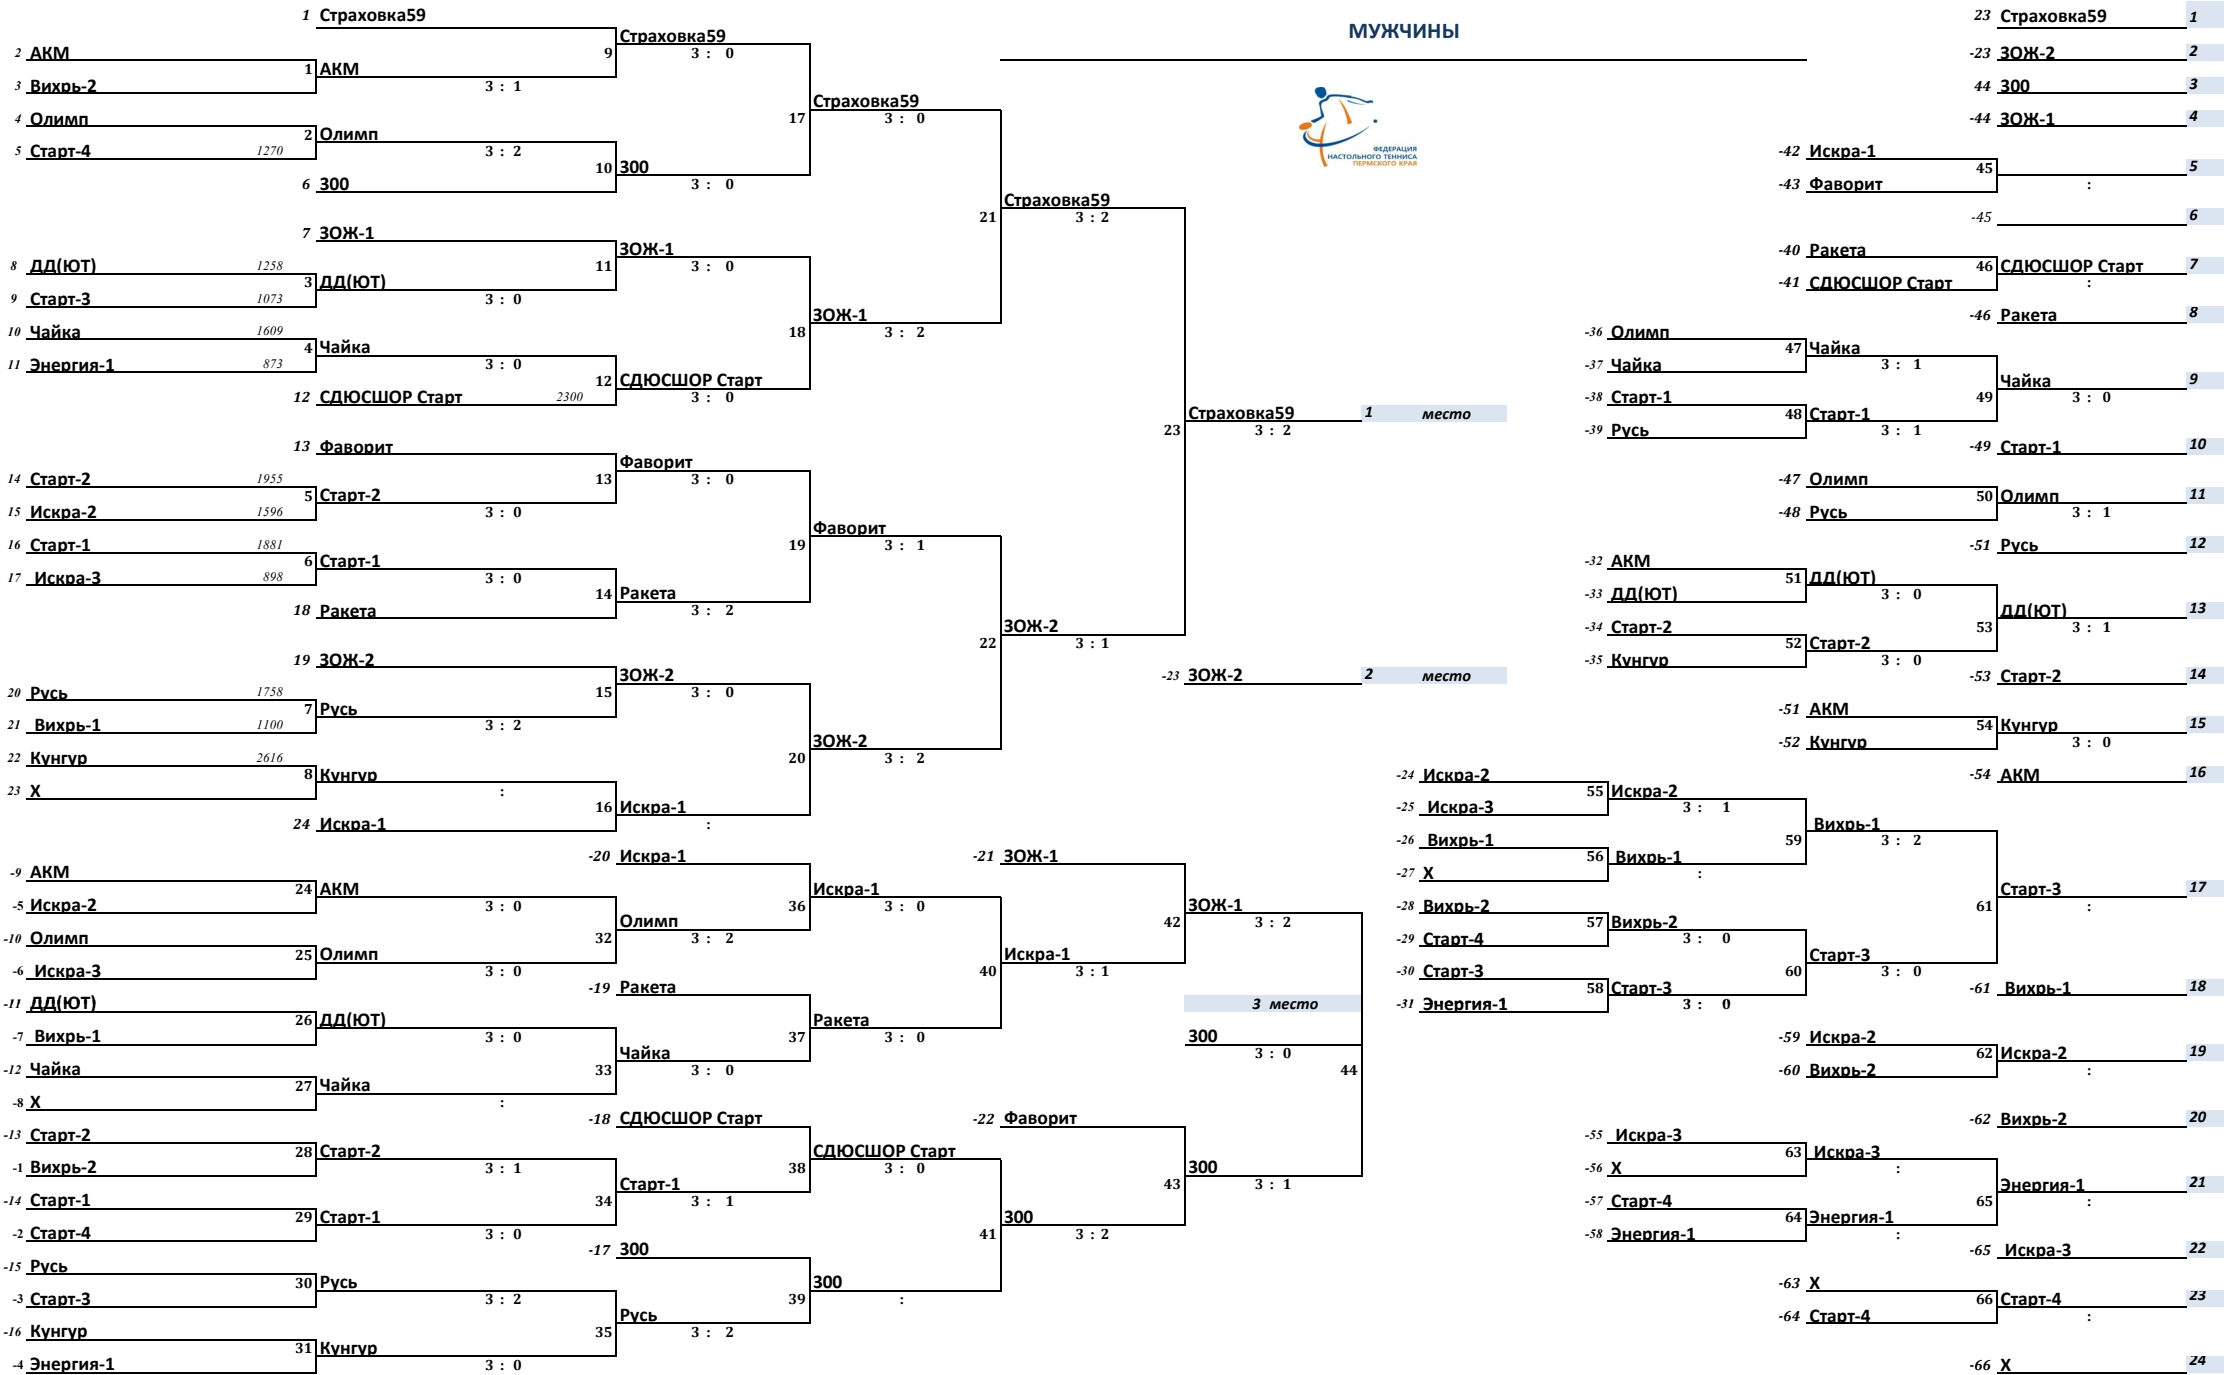 МУЖЧИНЫ
ФЕДЕРАЦИЯ
НАСТОЛЬНОГО ТЕННИСА
ПЕРМСКОГО КРАЯ
1 Страховка59
2 АКМ
3 Вихрь-2
4 Олимп
5 Старт-4 1270
6 300
7 ЗОЖ-1
8 ДД(ЮТ) 1258
9 Старт-3 1073
10 Чайка 1609
11 Энергия-1 873
12 СДЮСШОР Старт 2300
13 Фаворит
14 Старт-2 1955
15 Искра-2 1596
16 Старт-1 1881
17 Искра-3 898
18 Ракета
19 ЗОЖ-2
20 Русь 1758
21 Вихрь-1 1100
22 Кунгур 2616
23 Х
24 Искра-1
1 АКМ
3 : 1
2 Олимп
3 : 2
3 ДД(ЮТ)
3 : 0
4 Чайка
3 : 0
5 Старт-2
3 : 0
6 Старт-1
3 : 0
7 Русь
3 : 2
8 Кунгур
:
9 Страховка59
3 : 0
10 300
3 : 0
11 ЗОЖ-1
3 : 0
12 СДЮСШОР Старт
3 : 0
13 Фаворит
3 : 0
14 Ракета
3 : 2
15 ЗОЖ-2
3 : 0
16 Искра-1
:
17 Страховка59
3 : 0
18 ЗОЖ-1
3 : 2
19 Фаворит
3 : 1
20 ЗОЖ-2
3 : 2
21 Страховка59
3 : 2
22 ЗОЖ-2
3 : 1
23 Страховка59 1 место
3 : 2
-23 ЗОЖ-2 2 место
-9 АКМ
-5 Искра-2
-10 Олимп
-6 Искра-3
-11 ДД(ЮТ)
-7 Вихрь-1
-12 Чайка
-8 Х
-13 Старт-2
-1 Вихрь-2
-14 Старт-1
-2 Старт-4
-15 Русь
-3 Старт-3
-16 Кунгур
-4 Энергия-1
24 АКМ
3 : 0
25 Олимп
3 : 0
26 ДД(ЮТ)
3 : 0
27 Чайка
:
28 Старт-2
3 : 1
29 Старт-1
3 : 0
30 Русь
3 : 2
31 Кунгур
3 : 0
-20 Искра-1
32 Олимп
3 : 2
-19 Ракета
33 Чайка
3 : 0
-18 СДЮСШОР Старт
34 Старт-1
3 : 1
-17 300
35 Русь
3 : 2
36 Искра-1
3 : 0
37 Ракета
3 : 0
38 СДЮСШОР Старт
3 : 0
39 300
:
-21 ЗОЖ-1
40 Искра-1
3 : 1
-22 Фаворит
41 300
3 : 2
42 ЗОЖ-1
3 : 2
3 место
300
3 : 0
44
43 300
3 : 1
23 Страховка59 1
-23 ЗОЖ-2 2
44 300 3
-44 ЗОЖ-1 4
-42 Искра-1
-43 Фаворит
45 5
:
-45 6
-40 Ракета
-41 СДЮСШОР Старт
46 СДЮСШОР Старт 7
:
-46 Ракета 8
-36 Олимп
-37 Чайка
-38 Старт-1
-39 Русь
47 Чайка
3 : 1
48 Старт-1
3 : 1
49 Чайка 9
3 : 0
-49 Старт-1 10
-47 Олимп
-48 Русь
50 Олимп 11
3 : 1
-51 Русь 12
-32 АКМ
-33 ДД(ЮТ)
-34 Старт-2
-35 Кунгур
51 ДД(ЮТ)
3 : 0
52 Старт-2
3 : 0
53 ДД(ЮТ) 13
3 : 1
-53 Старт-2 14
-51 АКМ
-52 Кунгур
54 Кунгур 15
3 : 0
-54 АКМ 16
-24 Искра-2
-25 Искра-3
-26 Вихрь-1
-27 Х
-28 Вихрь-2
-29 Старт-4
-30 Старт-3
-31 Энергия-1
55 Искра-2
3 : 1
56 Вихрь-1
:
57 Вихрь-2
3 : 0
58 Старт-3
3 : 0
59 Вихрь-1
3 : 2
60 Старт-3
3 : 0
61 Старт-3 17
:
-61 Вихрь-1 18
-59 Искра-2
-60 Вихрь-2
62 Искра-2 19
:
-62 Вихрь-2 20
-55 Искра-3
-56 Х
-57 Старт-4
-58 Энергия-1
63 Искра-3
:
64 Энергия-1
:
65 Энергия-1 21
:
-65 Искра-3 22
-63 Х
-64 Старт-4
66 Старт-4 23
:
-66 Х 24